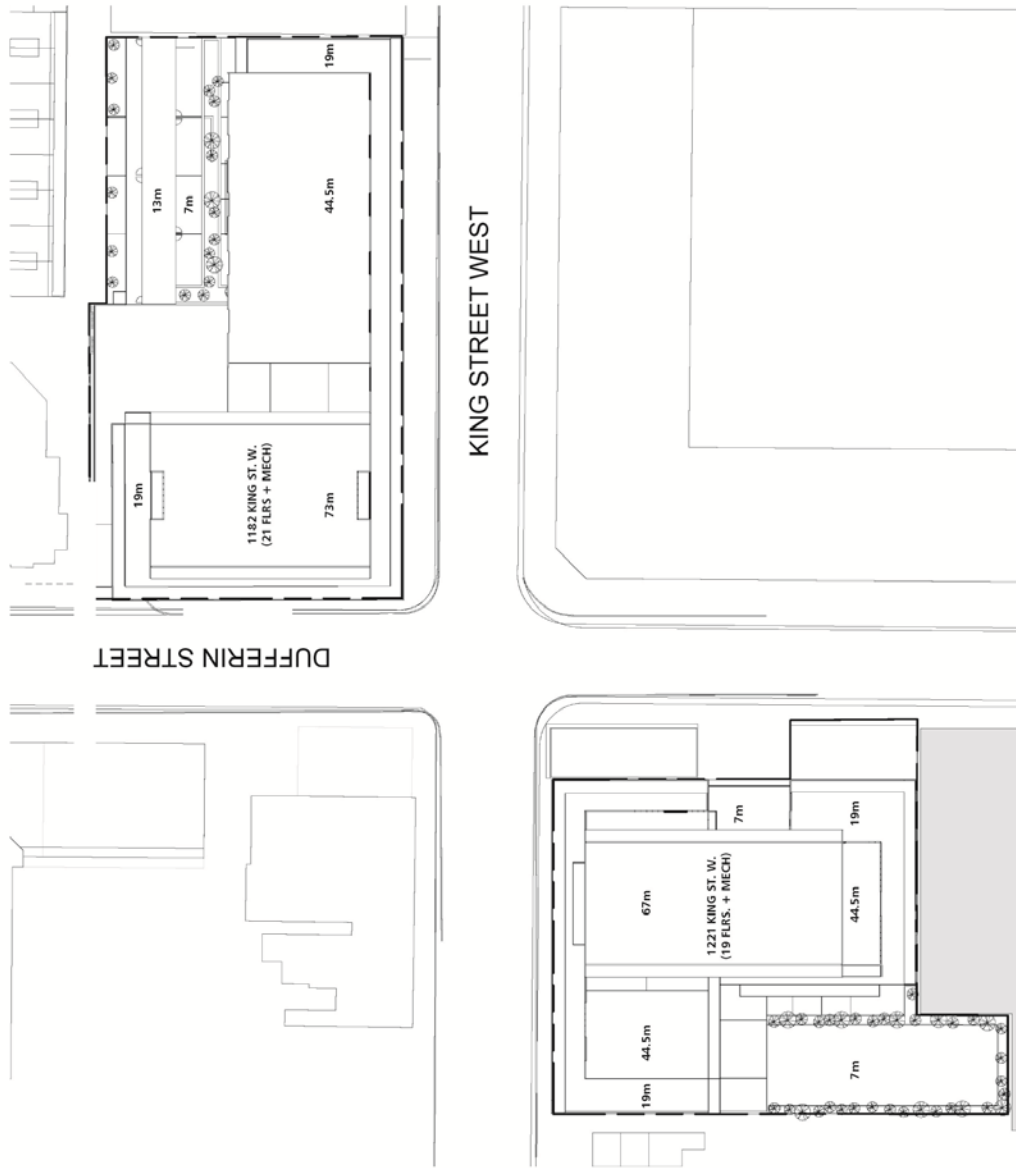 19m
44.5m
13m
7m
KING STREET WEST
19m
1182 KING ST. W.
(21 FLRS + MECH)
73m
DUFFERIN STREET
67m
7m
19m
1221 KING ST. W.
(19 FLRS. + MECH)
44.5m
44.5m
19m
7m